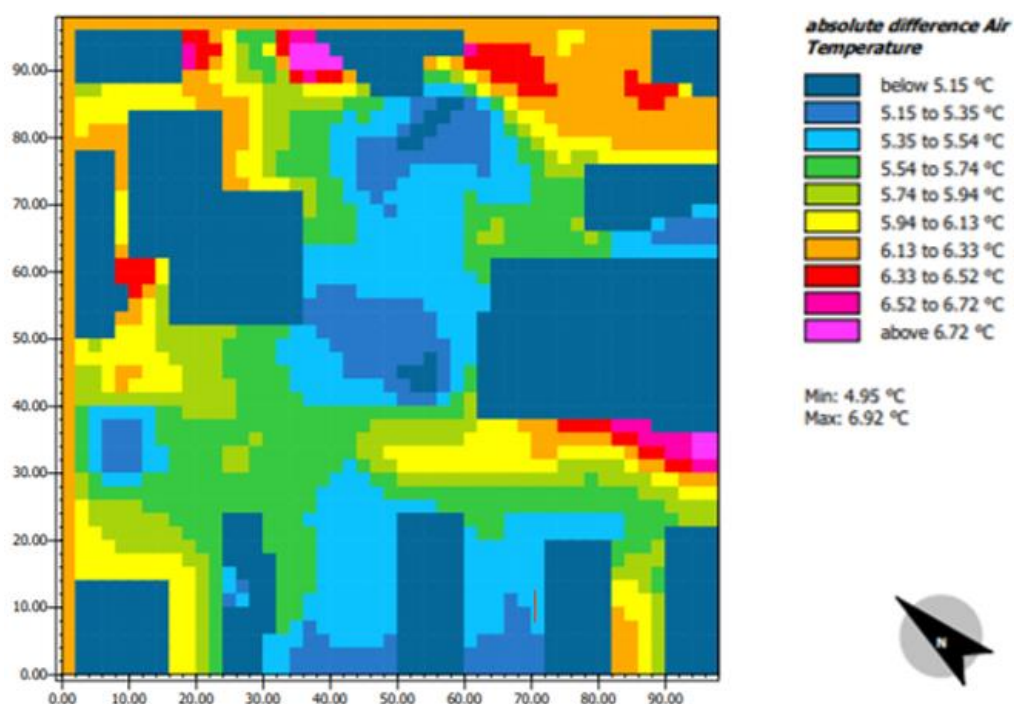 absolute difference Air
Temperature
below 5.15 °C
5.15 to 5.35 °C
5.35 to 5.54 °C
5.54 to 5.74 °C
5.74 to 5.94 °C
5.94 to 6.13 °C
6.13 to 6.33 °C
6.33 to 6.52 °C
6.52 to 6.72 °C
above 6.72 °C
Min: 4.95 °C
Max: 6.92 °C
90.00
80.00
70.00
60.00
50.00
40.00
30.00
20.00
10.00
0.00
0.00 10.00 20.00 30.00 40.00 50.00 60.00 70.00 80.00 90.00
N